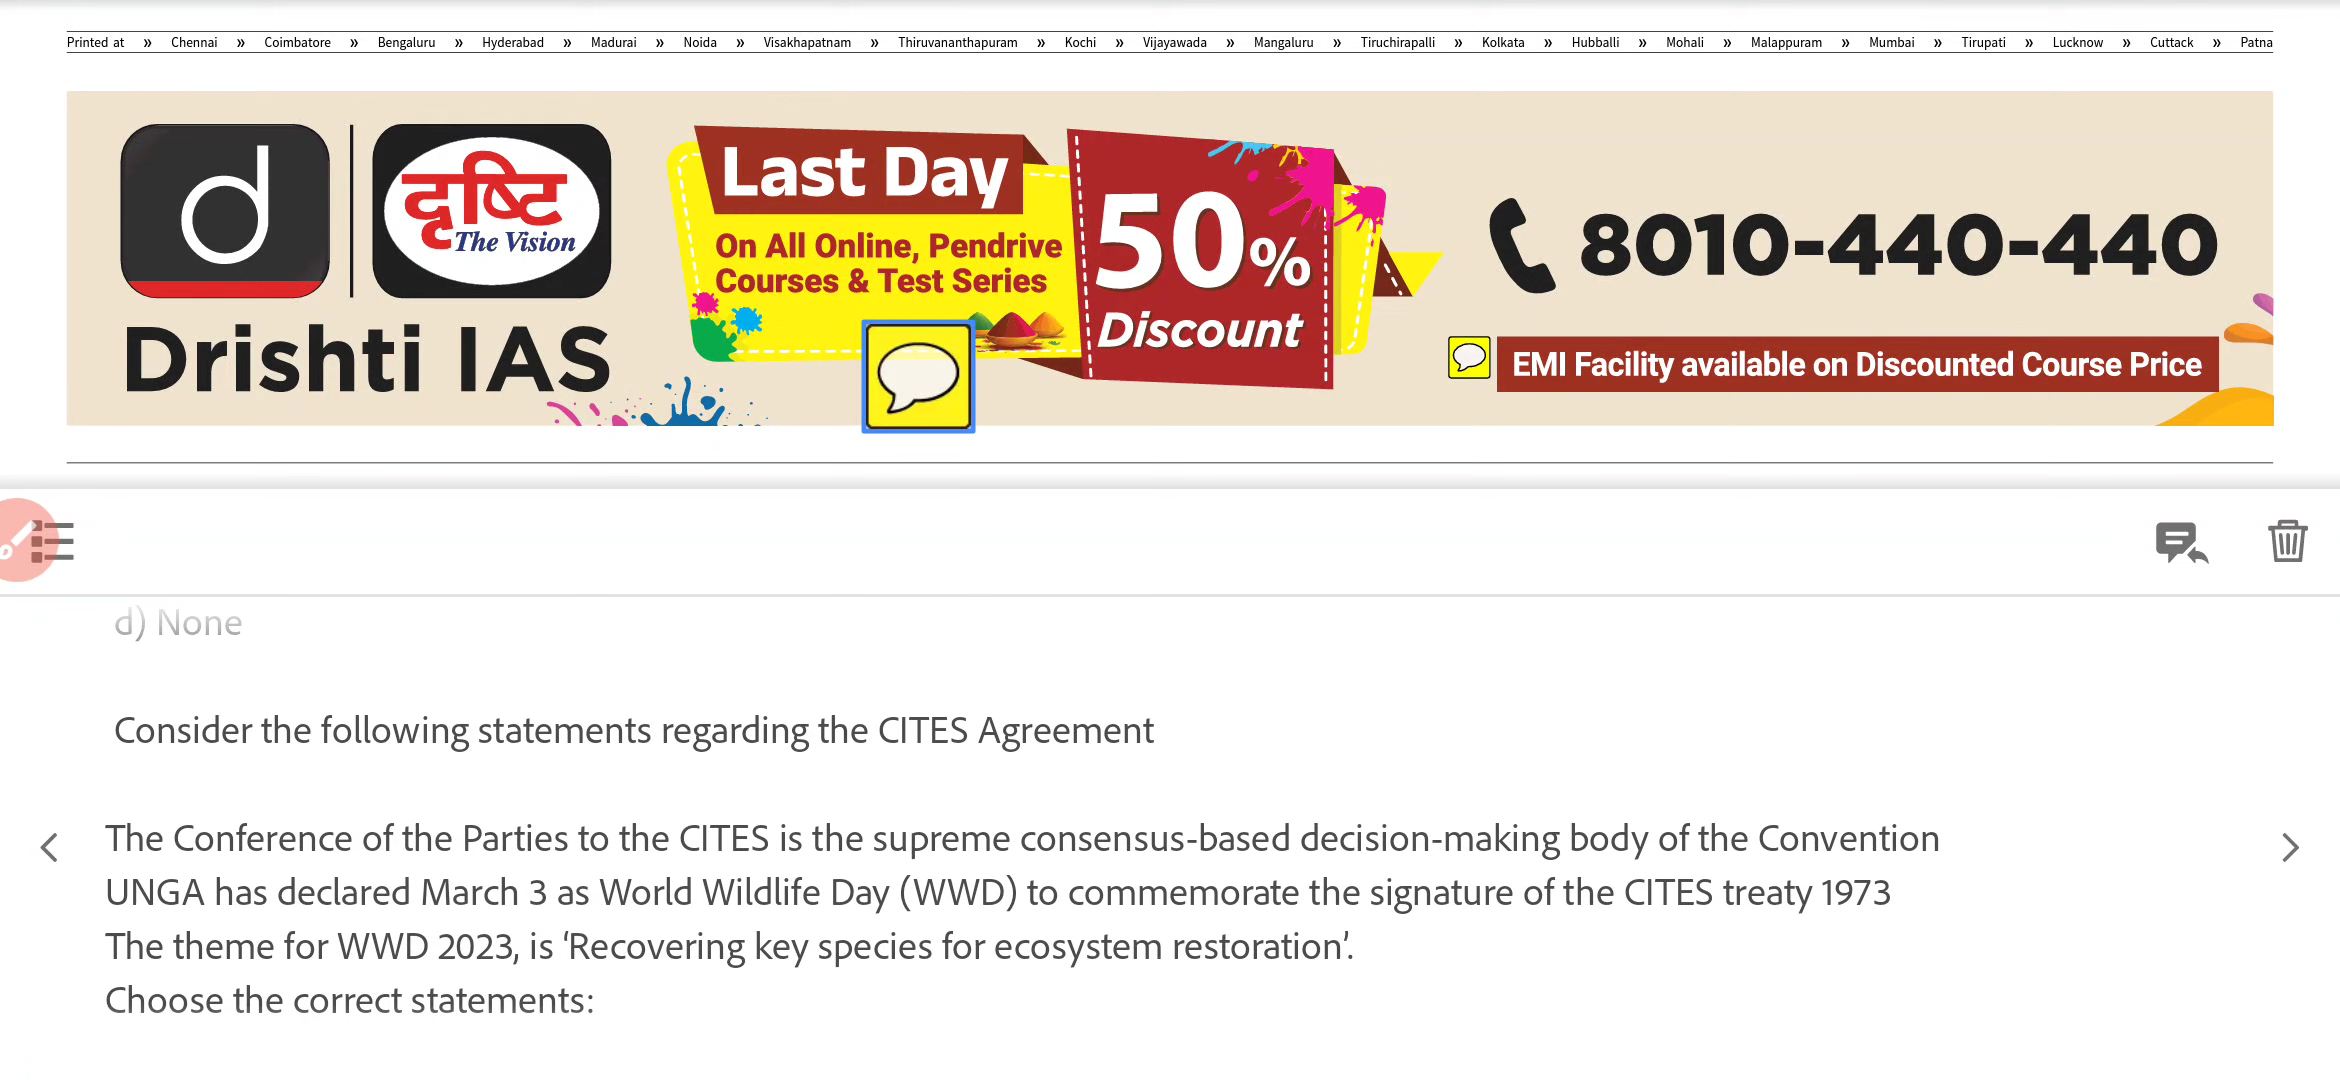 Printed at » Chennai » Coimbatore » Bengaluru » Hyderabad » Madurai » Noida » Visakhapatnam » Thiruvananthapuram » Kochi » Vijayawada » Mangaluru » Tiruchirapalli » Kolkata » Hubballi » Mohali » Malappuram » Mumbai » Tirupati » Lucknow » Cuttack » Patna
d
दृष्टि
The Vision
Drishti IAS
Last Day
On All Online, Pendrive
Courses & Test Series
50%
Discount
8010-440-440
EMI Facility available on Discounted Course Price
d) None
Consider the following statements regarding the CITES Agreement
The Conference of the Parties to the CITES is the supreme consensus-based decision-making body of the Convention
UNGA has declared March 3 as World Wildlife Day (WWD) to commemorate the signature of the CITES treaty 1973
The theme for WWD 2023, is ‘Recovering key species for ecosystem restoration’.
Choose the correct statements: